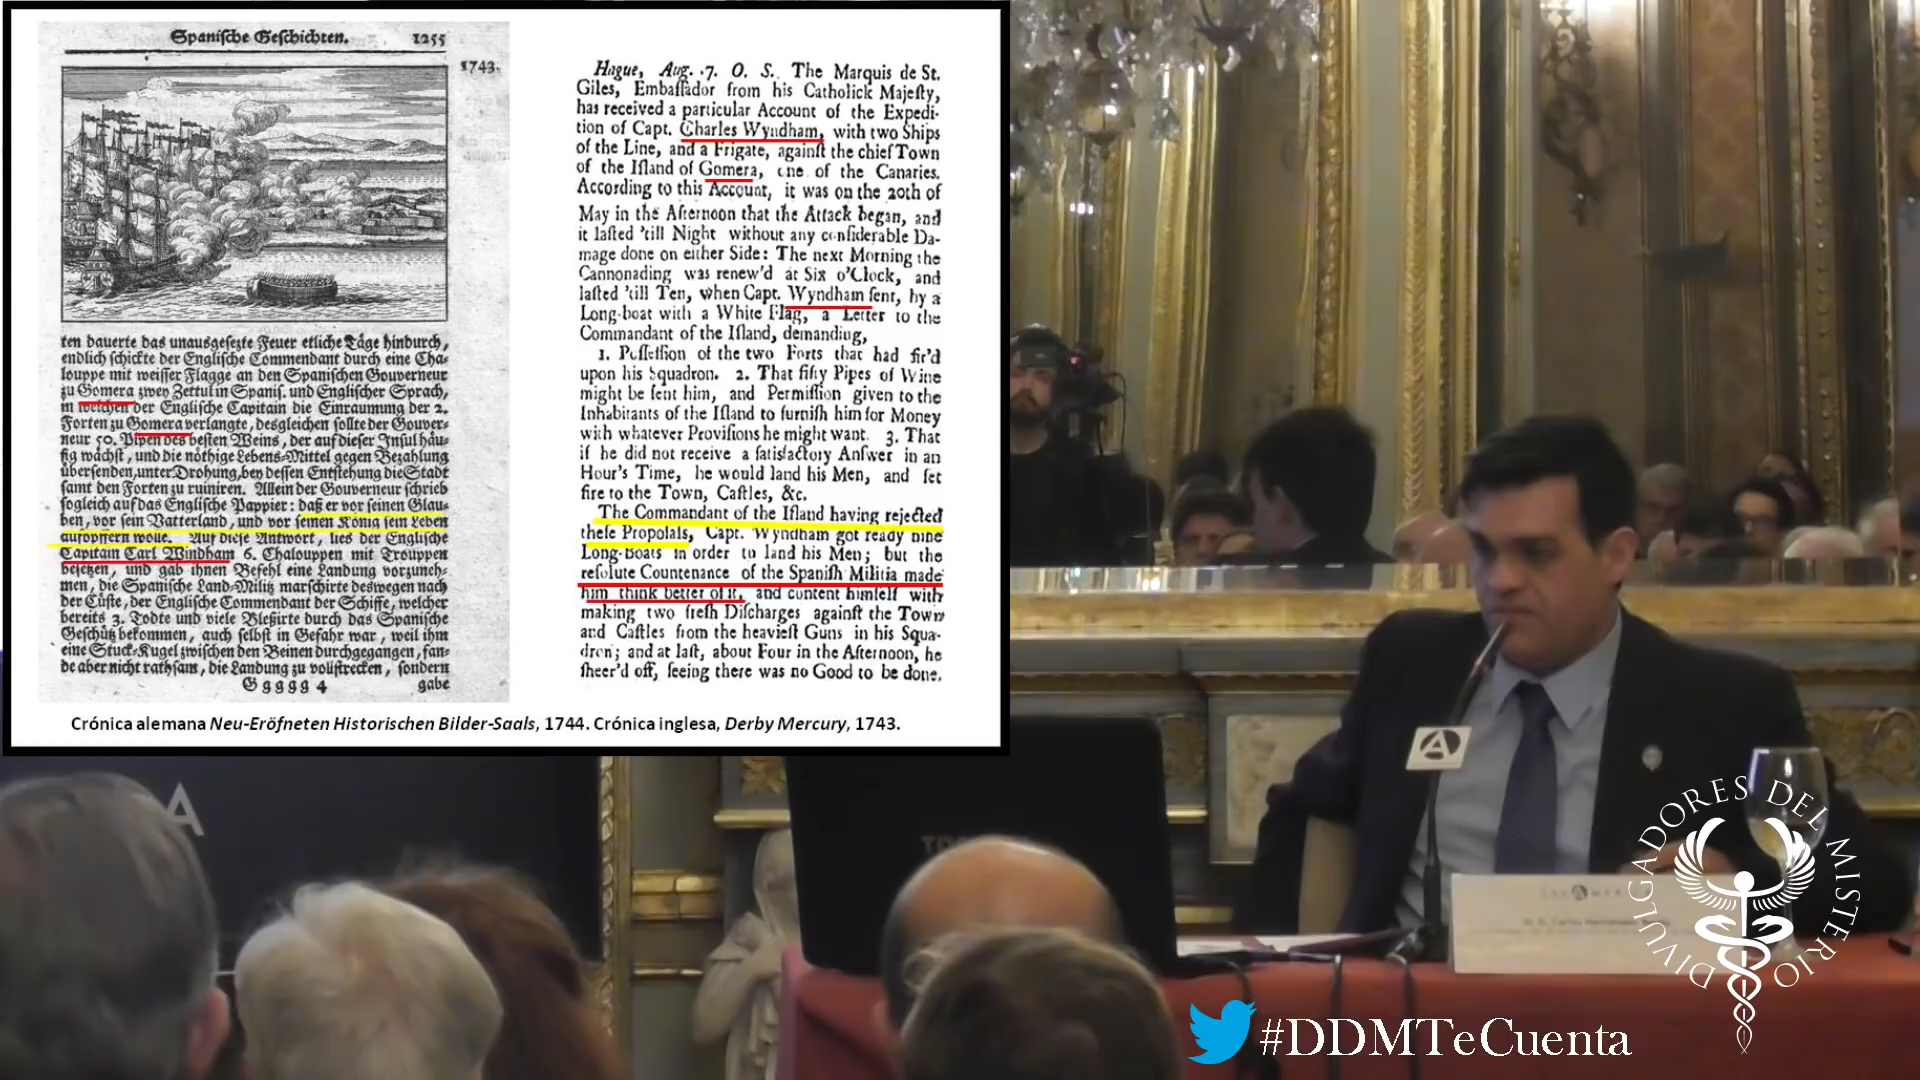 Spanische Geschichten. 1255
1743.
ten dauerte das unausgesezte Feuer etliche Täge hindurch,
endlich schickte der Englische Commendant durch eine Cha-
louppe mit weisser Flagge an den Spanischen Gouverneur
zu Gomera zwey Zettul in Spanis. und Englischer Sprach,
in welchen der Englische Capitain die Einraumung der 2.
Forten zu Gomera verlangte, desgleichen sollte der Gouver-
neur 50. Pipen des besten Weins, der auf dieser Insul häu-
fig wächst, und die nöthige Lebens-Mittel gegen Bezahlung
übersenden, unter Drohung, bey dessen Entstehung die Stadt
samt den Forten zu ruiniren. Allein der Gouverneur schrieb
sogleich auf das Englische Pappier: daß er vor seinen Glau-
ben, vor sein Vatterland, und vor seinen König sein Leben
aufopffern wolle. Auf diese Antwort, lies der Englische
Capitain Carl Windham 6. Chalouppen mit Trouppen
besetzen, und gab ihnen Befehl eine Landung vorzuneh-
men, die Spanische Land-Militz marschirte deswegen nach
der Cüste, der Englische Commendant der Schiffe, welcher
bereits 3. Todte und viele Bleßirte durch das Spanische
Geschütz bekommen, auch selbst in Gefahr war, weil ihm
eine Stuck-Kugel zwischen den Beinen durchgegangen, fan-
de aber nicht rathsam, die Landung zu vollstrecken, sondern
G g g g g 4 gabe
Hague, Aug. 7. O. S. The Marquis de St.
Giles, Embassador from his Catholick Majesty,
has received a particular Account of the Expedi-
tion of Capt. Charles Wyndham, with two Ships
of the Line, and a Frigate, against the chief Town
of the Island of Gomera, one of the Canaries.
According to this Account, it was on the 20th of
May in the Afternoon that the Attack began, and
it lasted 'till Night without any considerable Da-
mage done on either Side: The next Morning the
Cannonading was renew'd at Six o'Clock, and
lasted 'till Ten, when Capt. Wyndham sent, by a
Long-boat with a White Flag, a Letter to the
Commandant of the Island, demanding,
1. Possession of the two Forts that had fir'd
upon his Squadron. 2. That fifty Pipes of Wine
might be sent him, and Permission given to the
Inhabitants of the Island to furnish him for Money
with whatever Provisions he might want. 3. That
if he did not receive a satisfactory Answer in an
Hour's Time, he would land his Men, and set
fire to the Town, Castles, &c.
The Commandant of the Island having rejected
these Proposals, Capt. Wyndham got ready nine
Long-Boats in order to land his Men; but the
resolute Countenance of the Spanish Militia made
him think better of it, and content himself with
making two fresh Discharges against the Town
and Castles from the heaviest Guns in his Squa-
dron; and at last, about Four in the Afternoon, he
sheer'd off, seeing there was no Good to be done.
Crónica alemana Neu-Eröfneten Historischen Bilder-Saals, 1744. Crónica inglesa, Derby Mercury, 1743.
A
A
DIVULGADORES DEL MISTERIO
#DDMTeCuenta